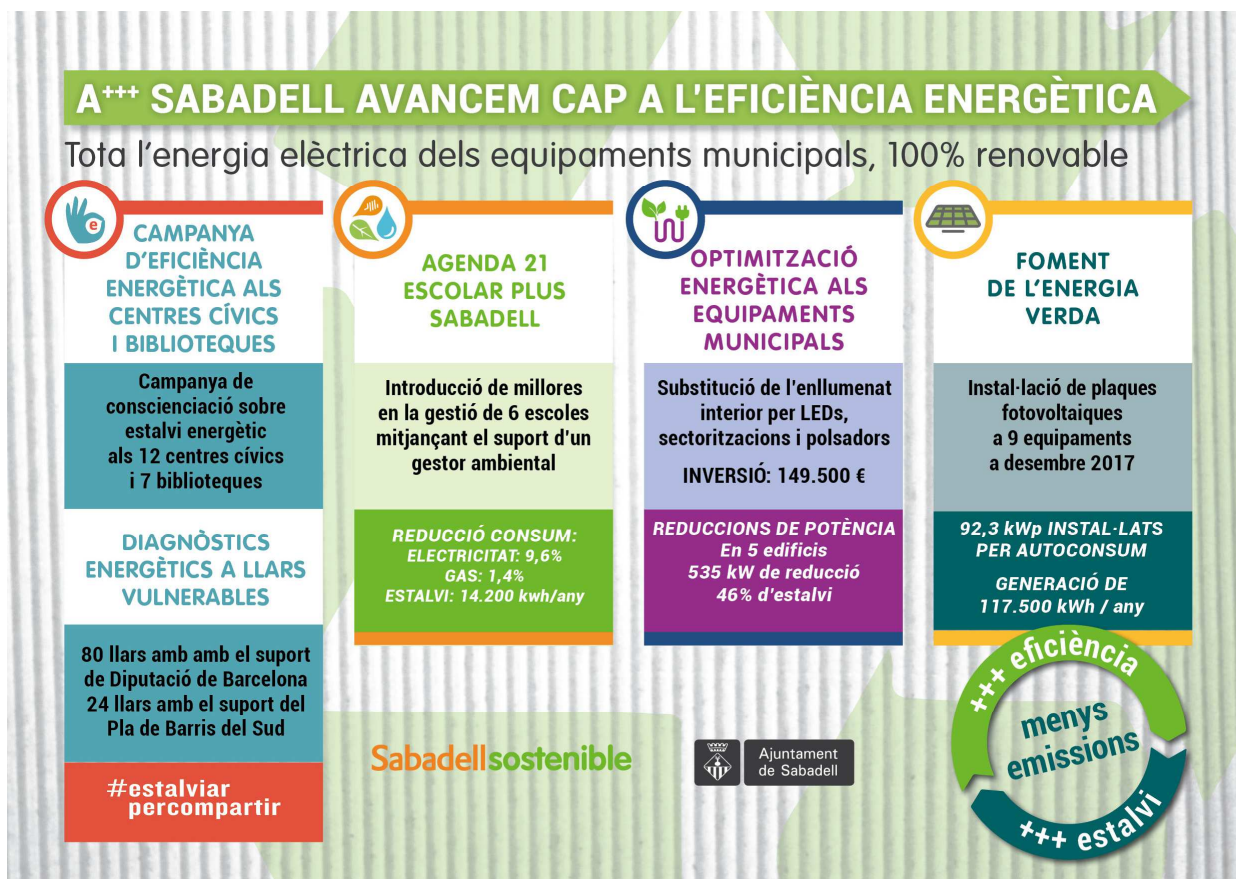 A+++ SABADELL AVANCEM CAP A L'EFICIÈNCIA ENERGÈTICA
Tota l'energia elèctrica dels equipaments municipals, 100% renovable
e
CAMPANYA
D'EFICIÈNCIA
ENERGÈTICA ALS
CENTRES CÍVICS
I BIBLIOTEQUES
Campanya de
conscienciació sobre
estalvi energètic
als 12 centres cívics
i 7 biblioteques
DIAGNÒSTICS
ENERGÈTICS A LLARS
VULNERABLES
80 llars amb amb el suport
de Diputació de Barcelona
24 llars amb el suport del
Pla de Barris del Sud
#estalviar
percompartir
AGENDA 21
ESCOLAR PLUS
SABADELL
Introducció de millores
en la gestió de 6 escoles
mitjançant el suport d'un
gestor ambiental
REDUCCIÓ CONSUM:
ELECTRICITAT: 9,6%
GAS: 1,4%
ESTALVI: 14.200 kwh/any
OPTIMITZACIÓ
ENERGÈTICA ALS
EQUIPAMENTS
MUNICIPALS
Substitució de l'enllumenat
interior per LEDs,
sectoritzacions i polsadors
INVERSIÓ: 149.500 €
REDUCCIONS DE POTÈNCIA
En 5 edificis
535 kW de reducció
46% d'estalvi
FOMENT
DE L'ENERGIA
VERDA
Instal·lació de plaques
fotovoltaiques
a 9 equipaments
a desembre 2017
92,3 kWp INSTAL·LATS
PER AUTOCONSUM
GENERACIÓ DE
117.500 kWh / any
Sabadellsostenible
Ajuntament
de Sabadell
+++ eficiència
menys
emissions
+++ estalvi